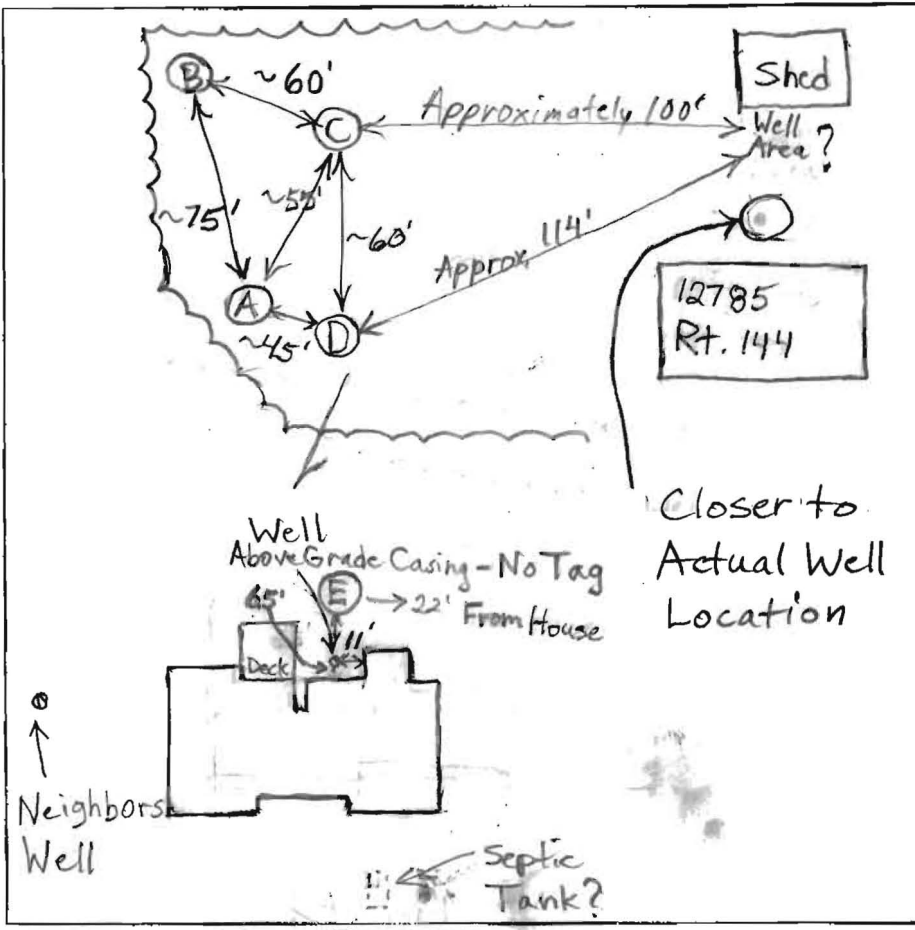 B
~60'
C
Approximately 100'
Shed
Well
Area?
~75'
~55'
~60'
Approx. 114'
A
~45'
D
12785
Rt. 144
Closer to
Actual Well
Location
Well
Above Grade Casing - No Tag
E
22'
From House
65'
11'
Deck
Neighbors
Well
Septic
Tank?